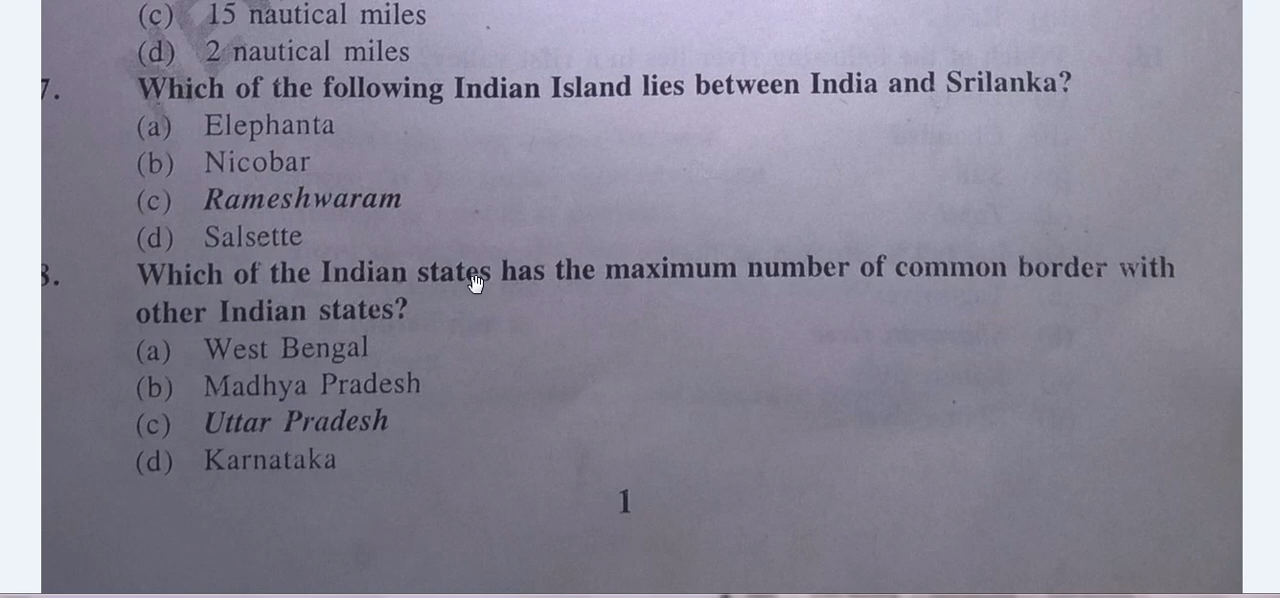 (c) 15 nautical miles
(d) 2 nautical miles
7. Which of the following Indian Island lies between India and Srilanka?
(a) Elephanta
(b) Nicobar
(c) Rameshwaram
(d) Salsette
8. Which of the Indian states has the maximum number of common border with
other Indian states?
(a) West Bengal
(b) Madhya Pradesh
(c) Uttar Pradesh
(d) Karnataka
1